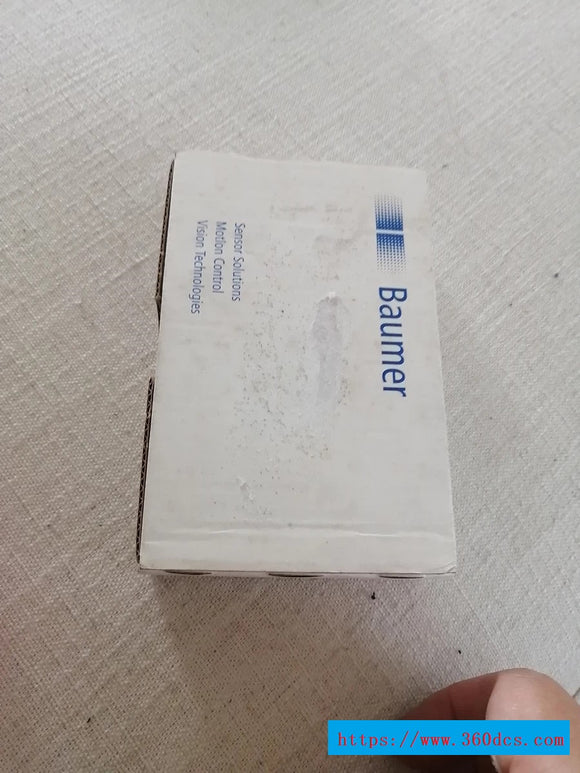 Baumer
Sensor Solutions
Motion Control
Vision Technologies
https://www.360dcs.com